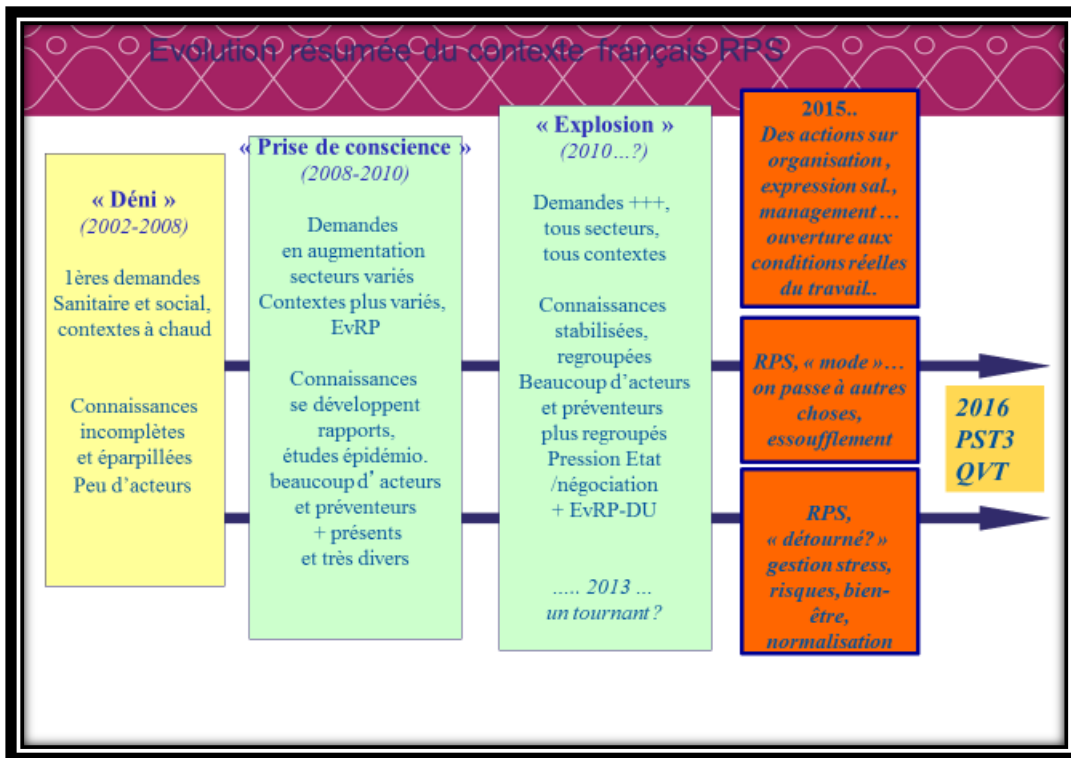 Evolution résumée du contexte français RPS
« Déni »
(2002-2008)
1ères demandes
Sanitaire et social,
contextes à chaud
Connaissances
incomplètes
et éparpillées
Peu d'acteurs
« Prise de conscience »
(2008-2010)
Demandes
en augmentation
secteurs variés
Contextes plus variés,
EvRP
Connaissances
se développent
rapports,
études épidémio.
beaucoup d' acteurs
et préventeurs
+ présents
et très divers
« Explosion »
(2010…?)
Demandes +++,
tous secteurs,
tous contextes
Connaissances
stabilisées,
regroupées
Beaucoup d'acteurs
et préventeurs
plus regroupés
Pression Etat
/négociation
+ EvRP-DU
….. 2013 …
un tournant ?
2015..
Des actions sur
organisation ,
expression sal.,
management …
ouverture aux
conditions réelles
du travail..
RPS, « mode »…
on passe à autres
choses,
essoufflement
RPS,
« détourné? »
gestion stress,
risques, bien-
être,
normalisation
2016
PST3
QVT